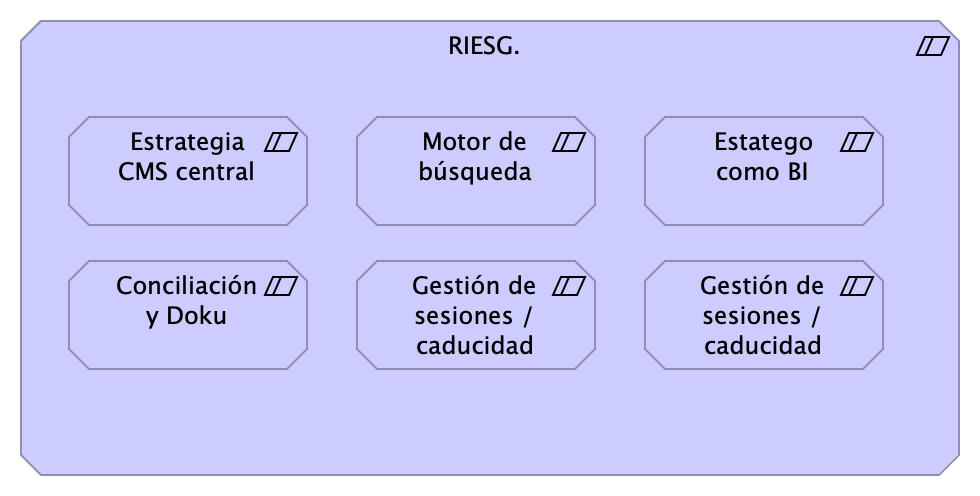 RIESG.
Estrategia
CMS central
Motor de
búsqueda
Estatego
como BI
Conciliación
y Doku
Gestión de
sesiones /
caducidad
Gestión de
sesiones /
caducidad